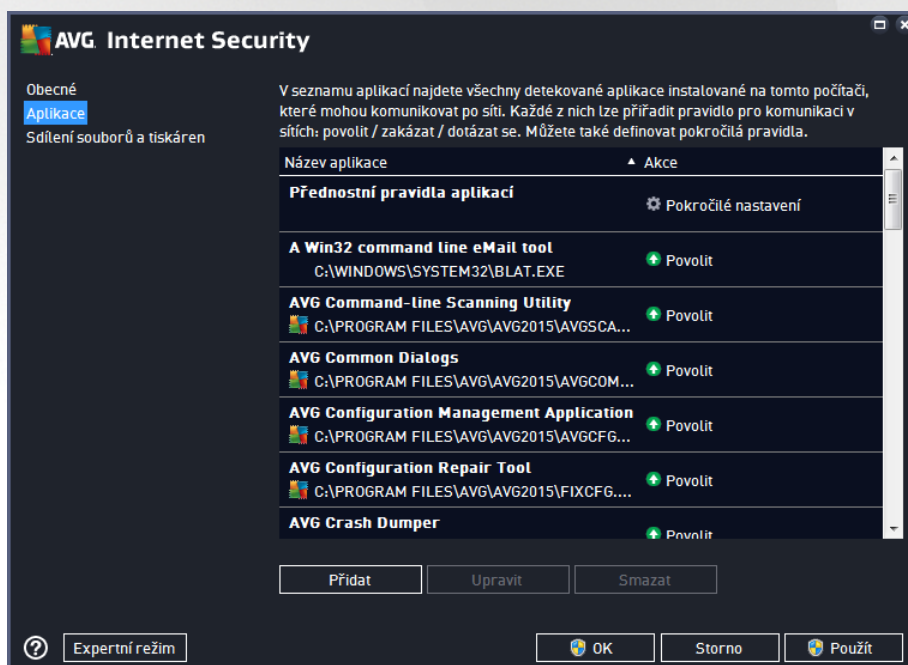 AVG Internet Security
Obecné
Aplikace
Sdílení souborů a tiskáren
V seznamu aplikací najdete všechny detekované aplikace instalované na tomto počítači,
které mohou komunikovat po síti. Každé z nich lze přiřadit pravidlo pro komunikaci v
sítích: povolit / zakázat / dotázat se. Můžete také definovat pokročilá pravidla.
Název aplikace Akce
Přednostní pravidla aplikací
Pokročilé nastavení
A Win32 command line eMail tool
C:\WINDOWS\SYSTEM32\BLAT.EXE
Povolit
AVG Command-line Scanning Utility
C:\PROGRAM FILES\AVG\AVG2015\AVGSCA...
Povolit
AVG Common Dialogs
C:\PROGRAM FILES\AVG\AVG2015\AVGCOM...
Povolit
AVG Configuration Management Application
C:\PROGRAM FILES\AVG\AVG2015\AVGCFG...
Povolit
AVG Configuration Repair Tool
C:\PROGRAM FILES\AVG\AVG2015\FIXCFG....
Povolit
AVG Crash Dumper
Povolit
Přidat Upravit Smazat
? Expertní režim OK Storno Použít